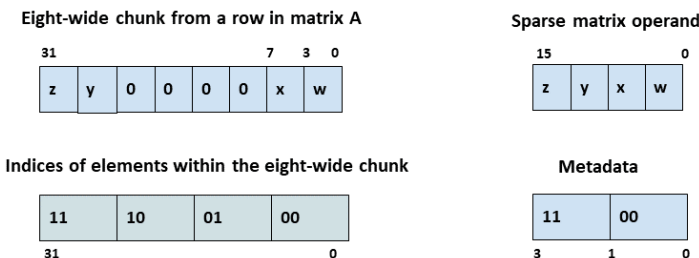 Eight-wide chunk from a row in matrix A
31 7 3 0
z y 0 0 0 0 x w
Sparse matrix operand
15 0
z y x w
Indices of elements within the eight-wide chunk
11 10 01 00
31 0
Metadata
11 00
3 1 0